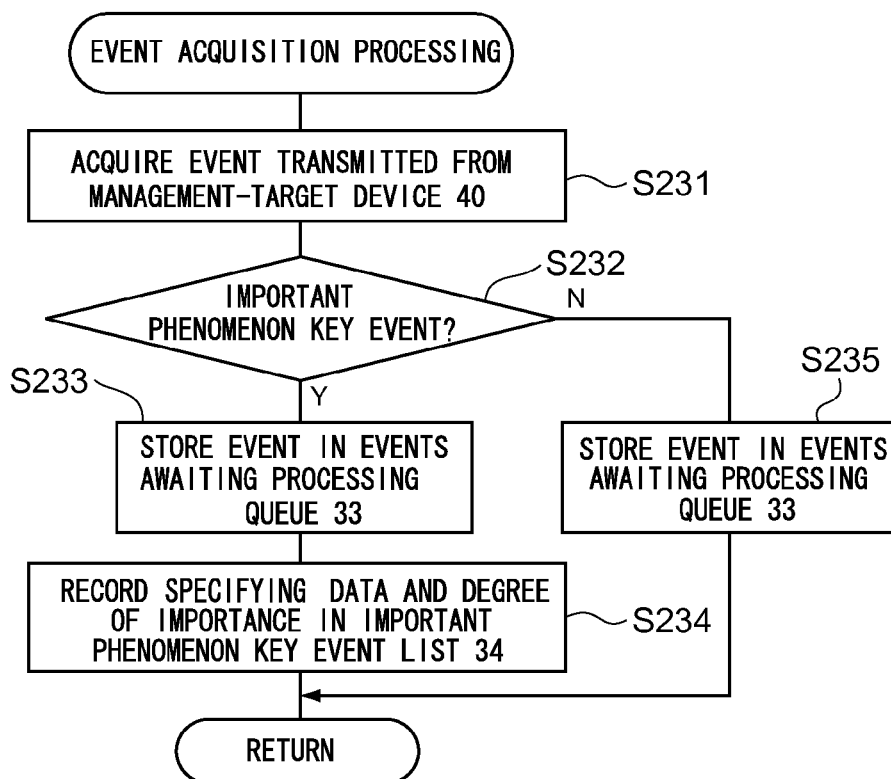 EVENT ACQUISITION PROCESSING
ACQUIRE EVENT TRANSMITTED FROM
MANAGEMENT-TARGET DEVICE 40
S231
S232
IMPORTANT
PHENOMENON KEY EVENT?
N
Y
S233
STORE EVENT IN EVENTS
AWAITING PROCESSING
QUEUE 33
S235
STORE EVENT IN EVENTS
AWAITING PROCESSING
QUEUE 33
RECORD SPECIFYING DATA AND DEGREE
OF IMPORTANCE IN IMPORTANT
PHENOMENON KEY EVENT LIST 34
S234
RETURN